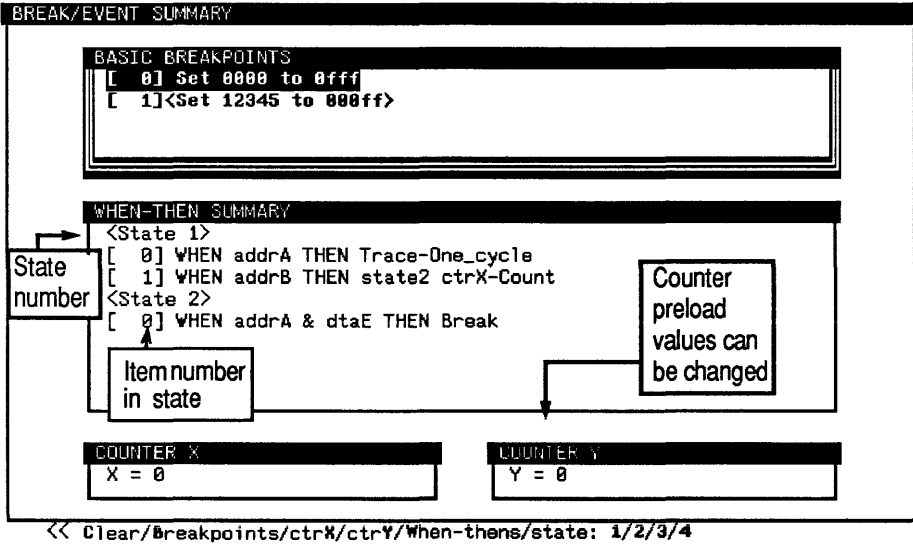 BREAK/EVENT SUMMARY
BASIC BREAKPOINTS
[ 0] Set 0000 to 0fff
[ 1]<Set 12345 to 000ff>
WHEN-THEN SUMMARY
<State 1>
[ 0] WHEN addrA THEN Trace-One_cycle
[ 1] WHEN addrB THEN state2 ctrX-Count
<State 2>
[ 0] WHEN addrA & dtaE THEN Break
State
number
Item number
in state
Counter
preload
values can
be changed
COUNTER X
X = 0
COUNTER Y
Y = 0
<< Clear/Breakpoints/ctrX/ctrY/When-thens/state: 1/2/3/4